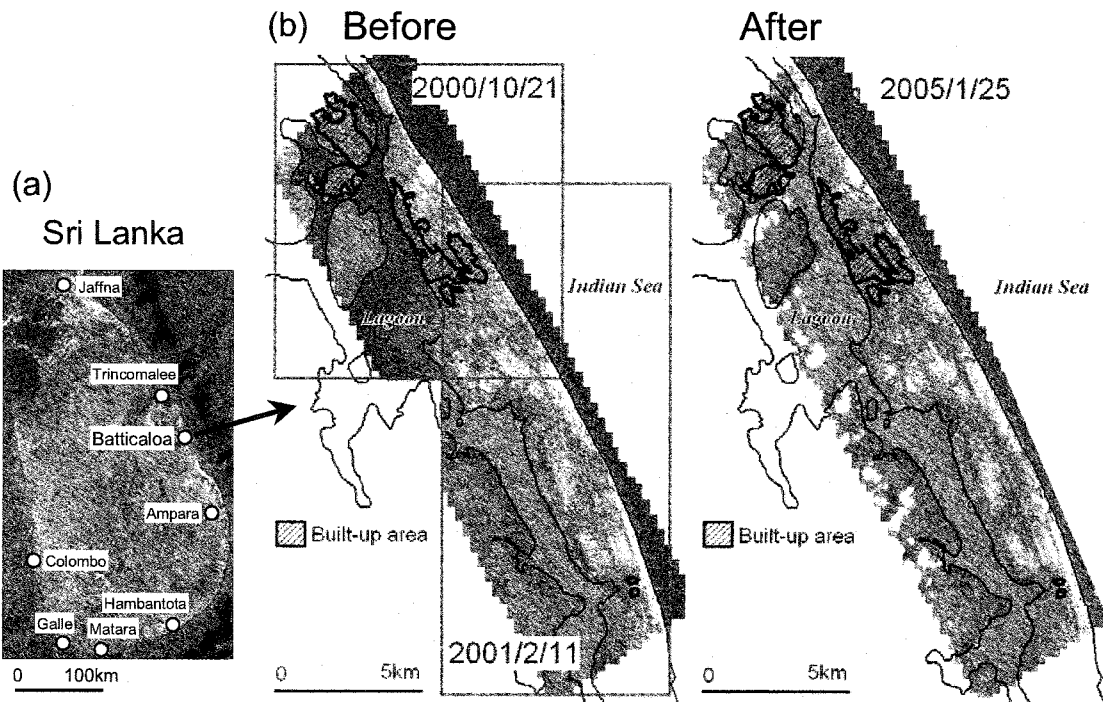 (a)
Sri Lanka
Jaffna
Trincomalee
Batticaloa
Ampara
Colombo
Hambantota
Galle
Matara
0 100km
(b) Before
2000/10/21
Indian Sea
Lagoon
Built-up area
2001/2/11
0 5km
After
2005/1/25
Indian Sea
Lagoon
Built-up area
0 5km